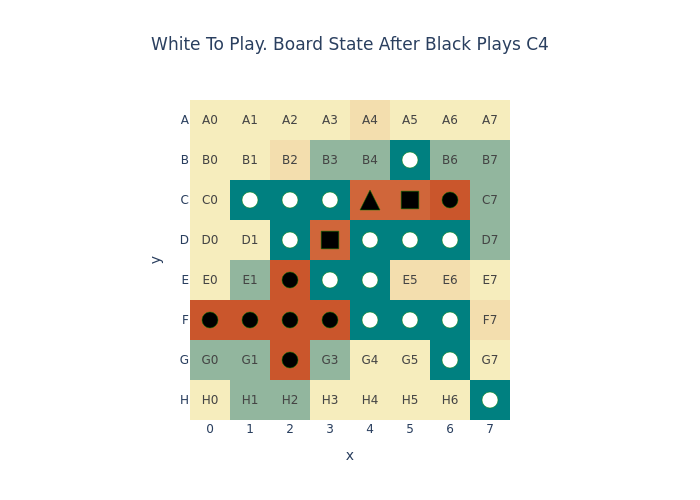 White To Play. Board State After Black Plays C4
A A0 A1 A2 A3 A4 A5 A6 A7
B B0 B1 B2 B3 B4 B6 B7
C C0 C7
D D0 D1 D7
E E0 E1 E5 E6 E7
F F7
G G0 G1 G3 G4 G5 G7
H H0 H1 H2 H3 H4 H5 H6
0 1 2 3 4 5 6 7
x
y